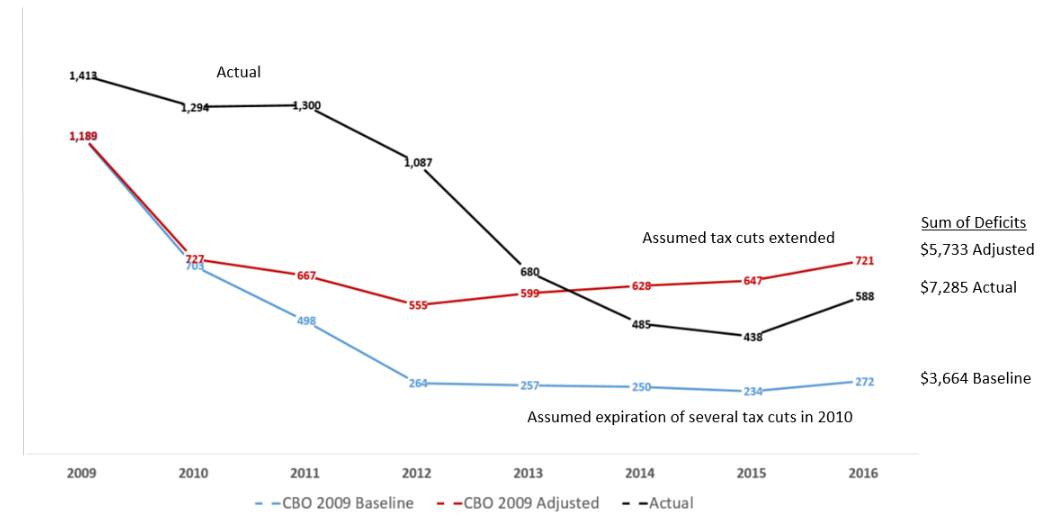 Actual
1,413
1,294
1,300
1,087
1,189
Sum of Deficits
Assumed tax cuts extended
$5,733 Adjusted
727
703
667
680
721
599
628
647
$7,285 Actual
555
588
498
485
438
264
257
250
234
272
$3,664 Baseline
Assumed expiration of several tax cuts in 2010
2009 2010 2011 2012 2013 2014 2015 2016
CBO 2009 Baseline CBO 2009 Adjusted Actual